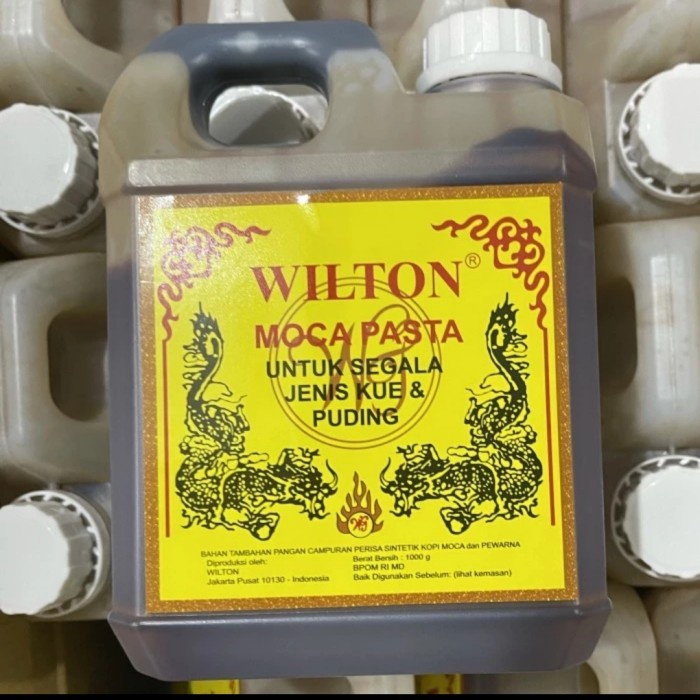 WILTON®
MOCA PASTA
UNTUK SEGALA
JENIS KUE &
PUDING
BAHAN TAMBAHAN PANGAN CAMPURAN PERISA SINTETIK KOPI MOCA dan PEWARNA
Diproduksi oleh:
WILTON
Jakarta Pusat 10130 - Indonesia
Berat Bersih : 1000 g
BPOM RI MD
Baik Digunakan Sebelum: (lihat kemasan)